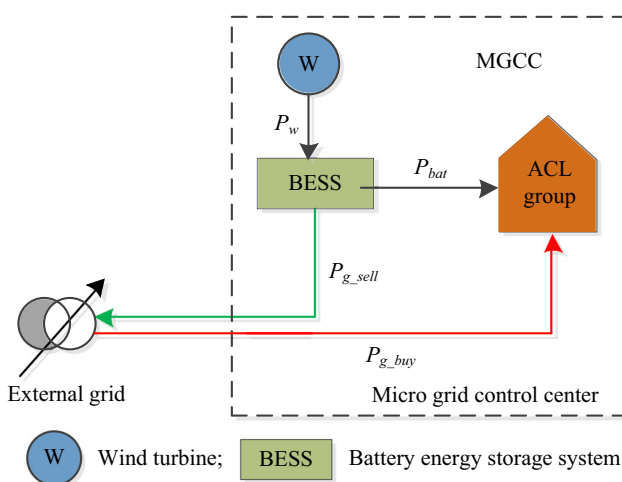 W
MGCC
P_w
BESS
P_bat
ACL
group
P_g_sell
P_g_buy
External grid
Micro grid control center
W Wind turbine; BESS Battery energy storage system